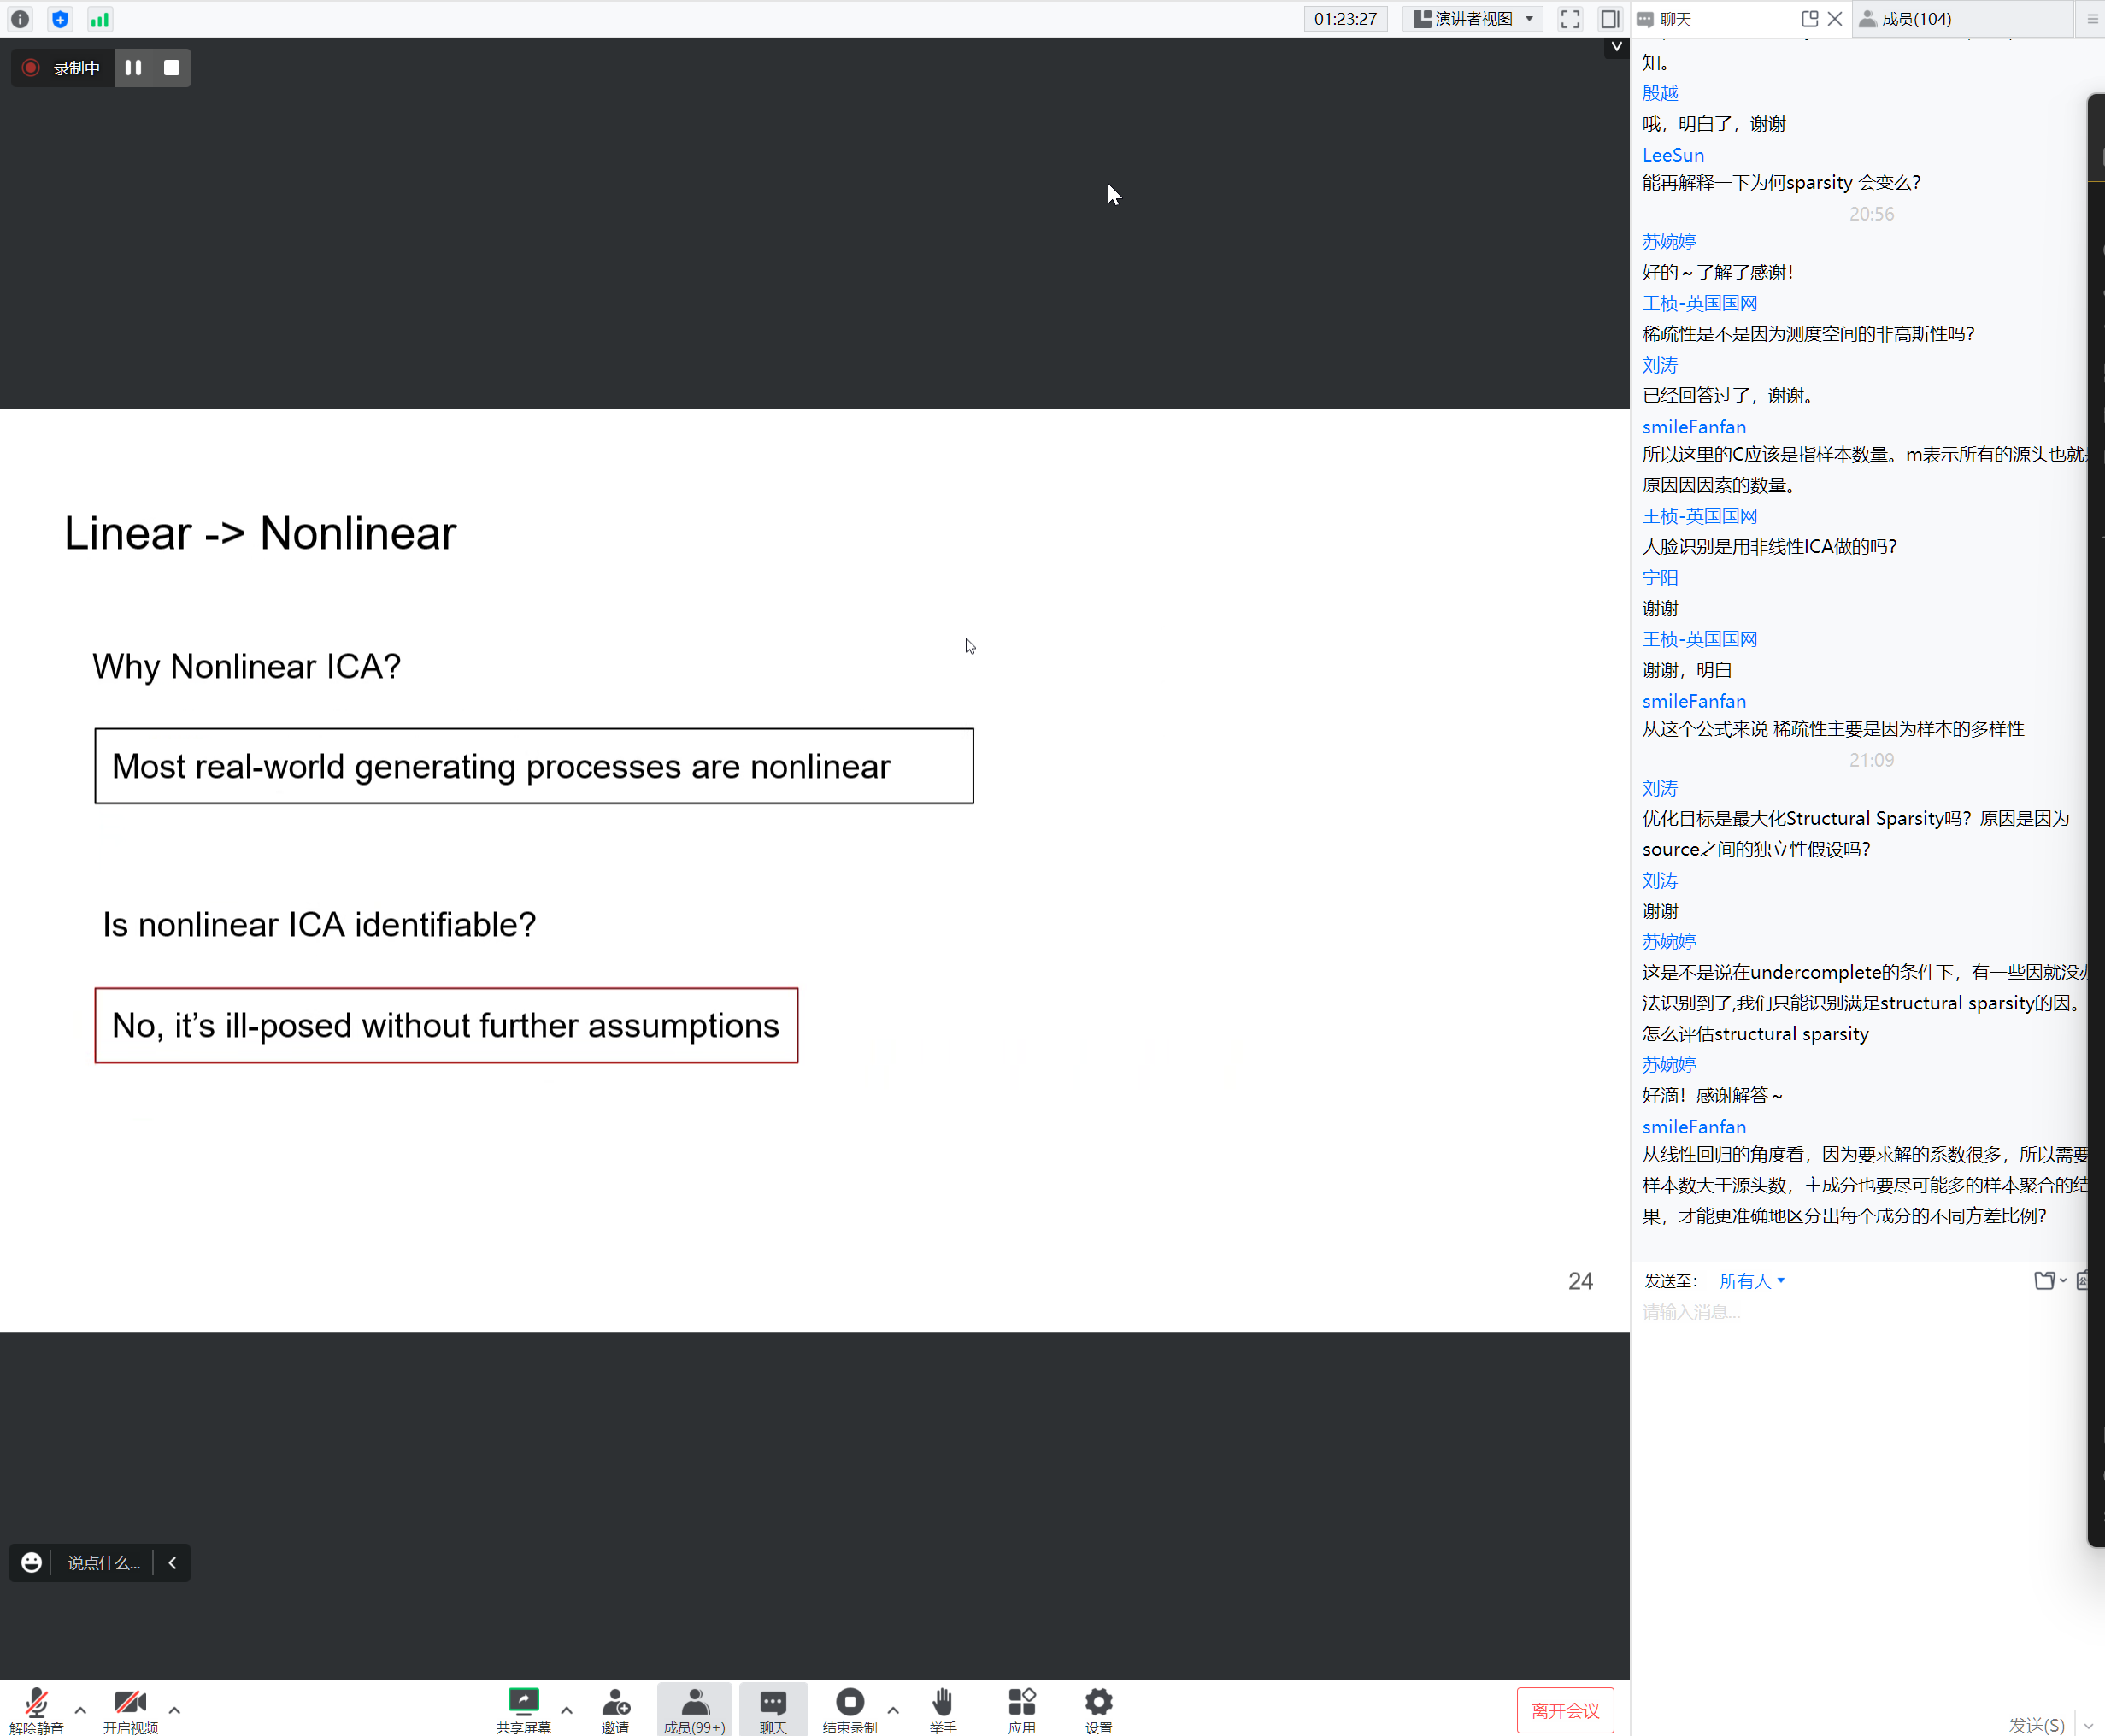 01:23:27
演讲者视图
聊天
成员(104)
录制中
知。
殷越
哦，明白了，谢谢
LeeSun
能再解释一下为何sparsity 会变么？
20:56
苏婉婷
好的～了解了感谢！
王桢-英国国网
稀疏性是不是因为测度空间的非高斯性吗？
刘涛
已经回答过了，谢谢。
smileFanfan
所以这里的C应该是指样本数量。m表示所有的源头也就
原因因因素的数量。
王桢-英国国网
人脸识别是用非线性ICA做的吗？
宁阳
谢谢
王桢-英国国网
谢谢，明白
smileFanfan
从这个公式来说 稀疏性主要是因为样本的多样性
21:09
刘涛
优化目标是最大化Structural Sparsity吗？原因是因为
source之间的独立性假设吗？
刘涛
谢谢
苏婉婷
这是不是说在undercomplete的条件下，有一些因就没办
法识别到了,我们只能识别满足structural sparsity的因。
怎么评估structural sparsity
苏婉婷
好滴！感谢解答～
smileFanfan
从线性回归的角度看，因为要求解的系数很多，所以需要
样本数大于源头数，主成分也要尽可能多的样本聚合的结
果，才能更准确地区分出每个成分的不同方差比例？
发送至：
所有人
请输入消息...
发送(S)
Linear -> Nonlinear
Why Nonlinear ICA?
Most real-world generating processes are nonlinear
Is nonlinear ICA identifiable?
No, it’s ill-posed without further assumptions
24
说点什么...
解除静音
开启视频
共享屏幕
邀请
成员(99+)
聊天
结束录制
举手
应用
设置
离开会议